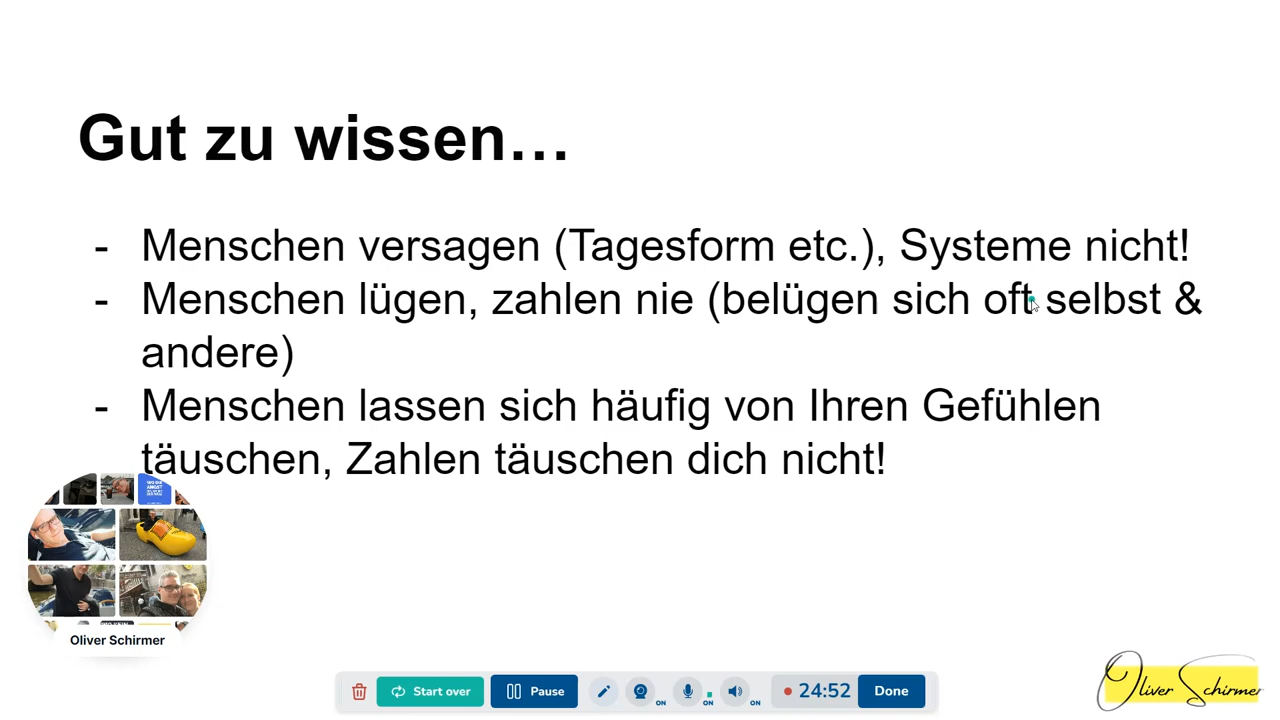 Gut zu wissen…
- Menschen versagen (Tagesform etc.), Systeme nicht!
- Menschen lügen, zahlen nie (belügen sich oft selbst &
andere)
- Menschen lassen sich häufig von Ihren Gefühlen
täuschen, Zahlen täuschen dich nicht!
Oliver Schirmer
Start over
Pause
ON
ON
ON
24:52
Done
Oliver Schirmer